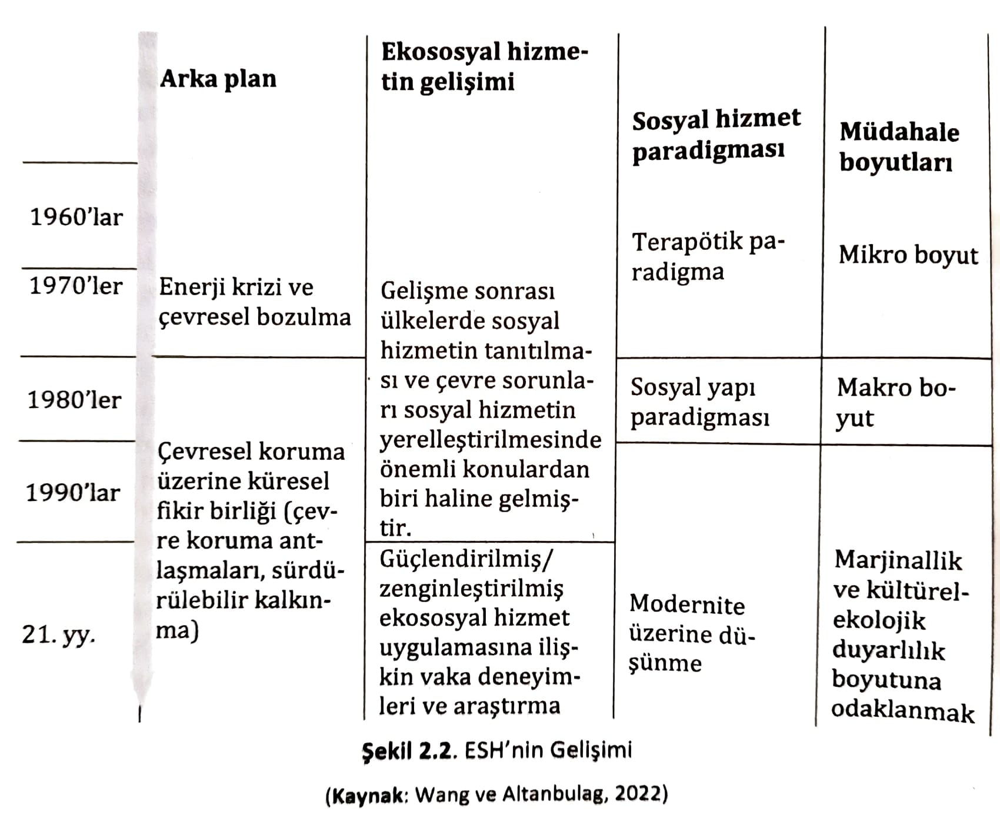 Arka plan
Ekososyal hizme-
tin gelişimi
Sosyal hizmet
paradigması
Müdahale
boyutları
1960’lar
Terapötik pa-
radigma
Mikro boyut
1970’ler
Enerji krizi ve
çevresel bozulma
Gelişme sonrası
ülkelerde sosyal
hizmetin tanıtılma-
sı ve çevre sorunla-
rı sosyal hizmetin
yerelleştirilmesinde
önemli konulardan
biri haline gelmiş-
tir.
1980’ler
Sosyal yapı
paradigması
Makro bo-
yut
1990’lar
Çevresel koruma
üzerine küresel
fikir birliği (çev-
re koruma ant-
laşmaları, sürdü-
rülebilir kalkın-
ma)
21. yy.
Güçlendirilmiş/
zenginleştirilmiş
ekososyal hizmet
uygulamasına iliş-
kin vaka deneyim-
leri ve araştırma
Modernite
üzerine dü-
şünme
Marjinallik
ve kültürel-
ekolojik
duyarlılık
boyutuna
odaklanmak
Şekil 2.2. ESH’nin Gelişimi
(Kaynak: Wang ve Altanbulag, 2022)